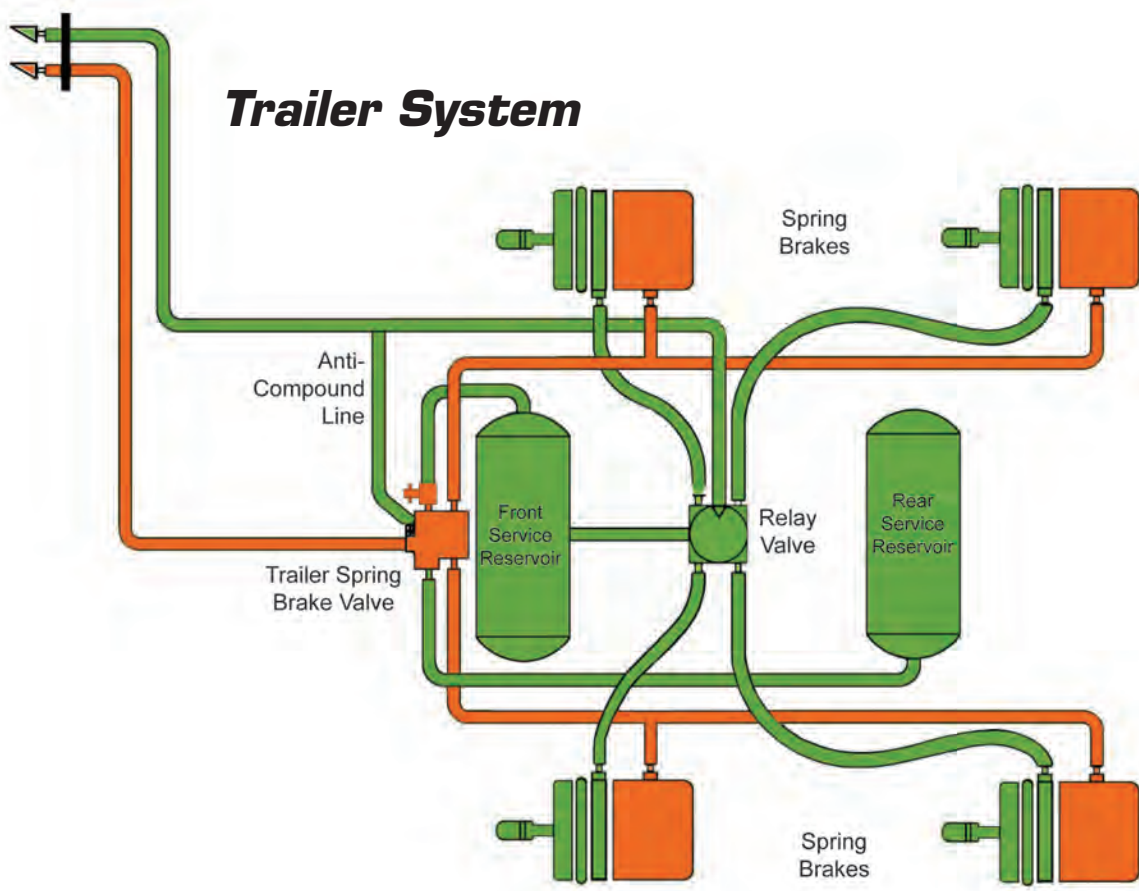 Trailer System
Spring
Brakes
Anti-
Compound
Line
Front
Service
Reservoir
Relay
Valve
Rear
Service
Reservoir
Trailer Spring
Brake Valve
Spring
Brakes